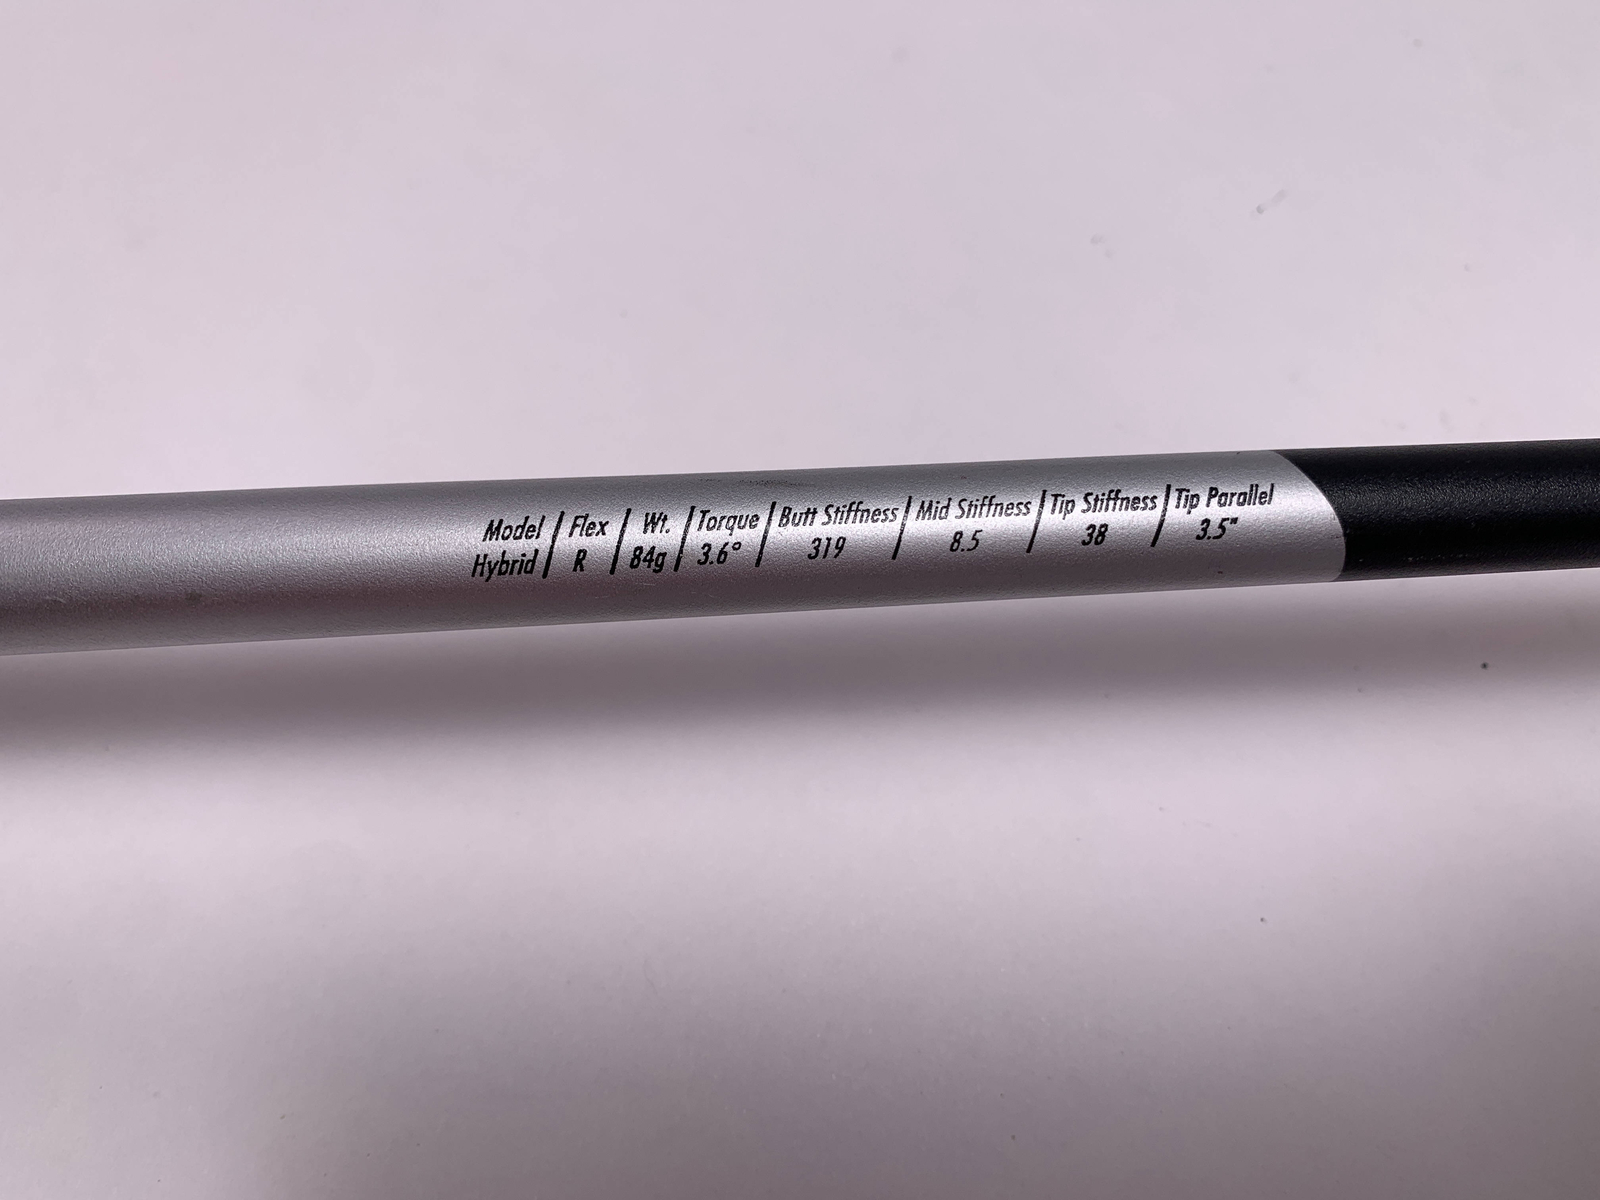 Model / Flex / Wt. / Torque / Butt Stiffness / Mid Stiffness / Tip Stiffness / Tip Parallel
Hybrid / R / 84g / 3.6° / 319 / 8.5 / 38 / 3.5"